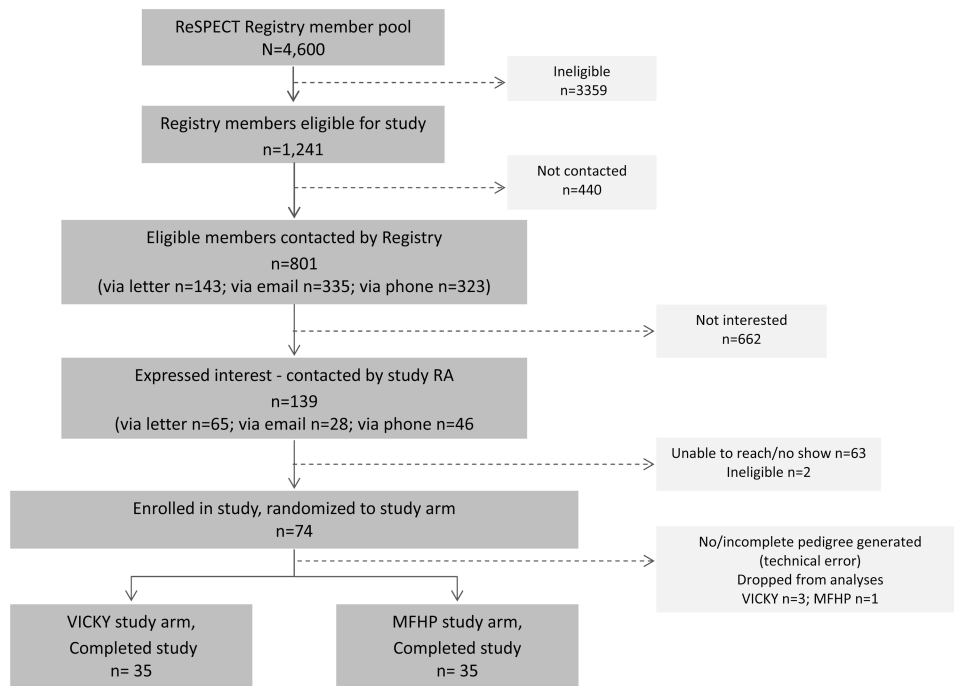 ReSPECT Registry member pool
N=4,600
Ineligible
n=3359
Registry members eligible for study
n=1,241
Not contacted
n=440
Eligible members contacted by Registry
n=801
(via letter n=143; via email n=335; via phone n=323)
Not interested
n=662
Expressed interest - contacted by study RA
n=139
(via letter n=65; via email n=28; via phone n=46
Unable to reach/no show n=63
Ineligible n=2
Enrolled in study, randomized to study arm
n=74
No/incomplete pedigree generated
(technical error)
Dropped from analyses
VICKY n=3; MFHP n=1
VICKY study arm,
Completed study
n= 35
MFHP study arm,
Completed study
n= 35